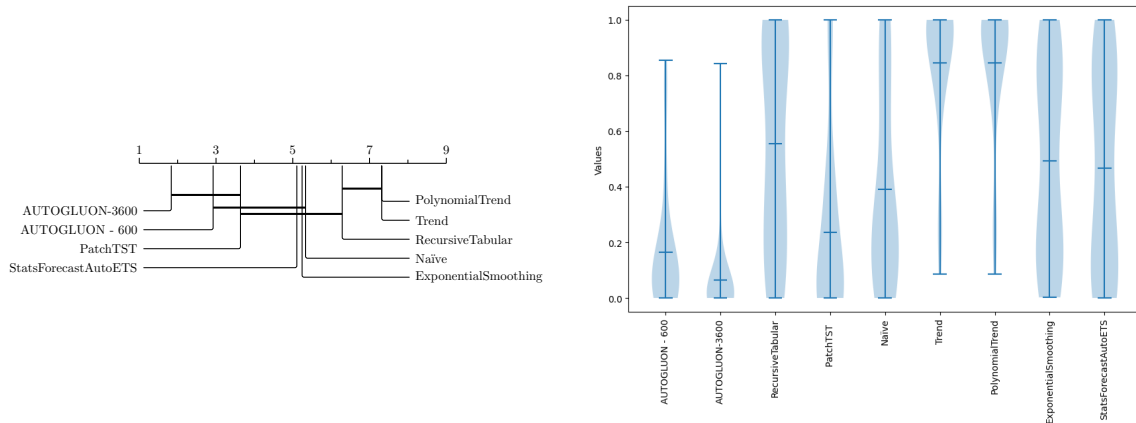 1 3 5 7 9
AUTOGLUON-3600
AUTOGLUON - 600
PatchTST
StatsForecastAutoETS
PolynomialTrend
Trend
RecursiveTabular
Naïve
ExponentialSmoothing
Values
1.0
0.8
0.6
0.4
0.2
0.0
AUTOGLUON - 600
AUTOGLUON-3600
RecursiveTabular
PatchTST
Naïve
Trend
PolynomialTrend
ExponentialSmoothing
StatsForecastAutoETS